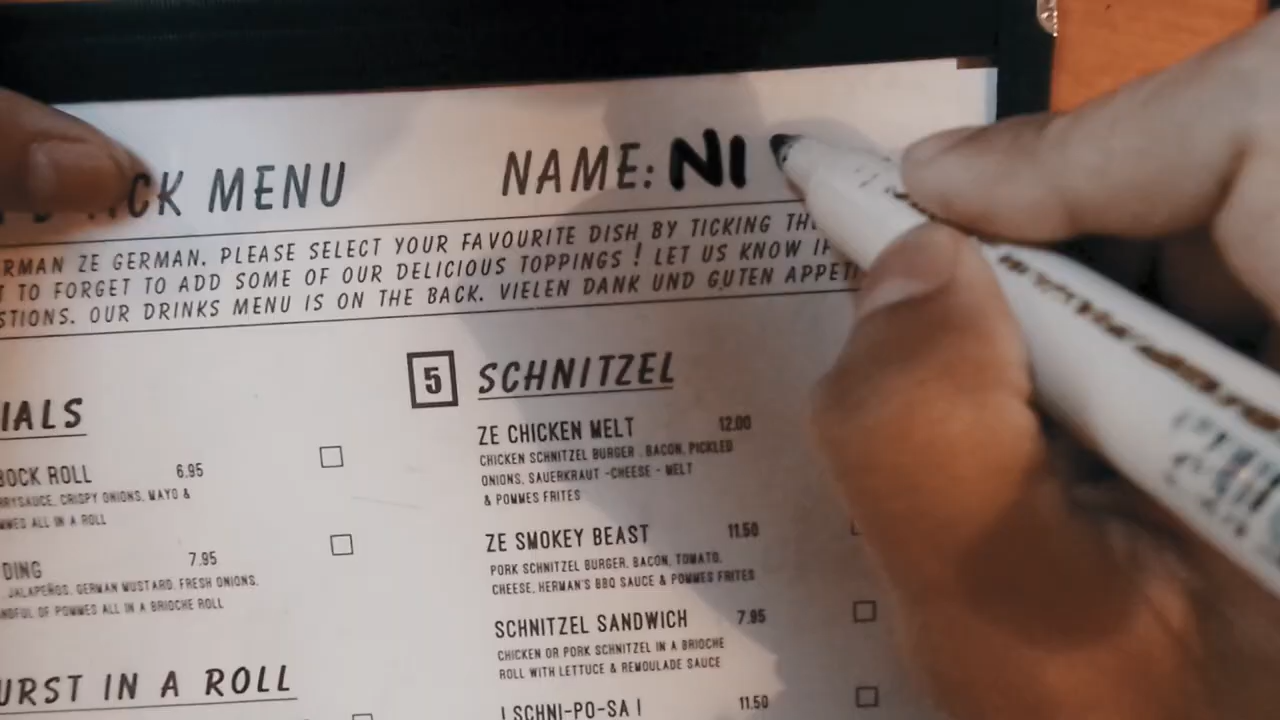 CK MENU
NAME: NI
RMAN ZE GERMAN. PLEASE SELECT YOUR FAVOURITE DISH BY TICKING
T TO FORGET TO ADD SOME OF OUR DELICIOUS TOPPINGS! LET US KNOW IF
STIONS. OUR DRINKS MENU IS ON THE BACK. VIELEN DANK UND GUTEN APPETI
IALS
BOCK ROLL 6.95
RRYSAUCE, CRISPY ONIONS, MAYO &
MMES ALL IN A ROLL
DING 7.95
JALAPEÑOS, GERMAN MUSTARD, FRESH ONIONS,
NDFUL OF POMMES ALL IN A BRIOCHE ROLL
URST IN A ROLL
5 SCHNITZEL
ZE CHICKEN MELT 12.00
CHICKEN SCHNITZEL BURGER, BACON, PICKLED
ONIONS, SAUERKRAUT -CHEESE - MELT
& POMMES FRITES
ZE SMOKEY BEAST 11.50
PORK SCHNITZEL BURGER, BACON, TOMATO,
CHEESE, HERMAN'S BBQ SAUCE & POMMES FRITES
SCHNITZEL SANDWICH 7.95
CHICKEN OR PORK SCHNITZEL IN A BRIOCHE
ROLL WITH LETTUCE & REMOULADE SAUCE
! SCHNI-PO-SA ! 11.50